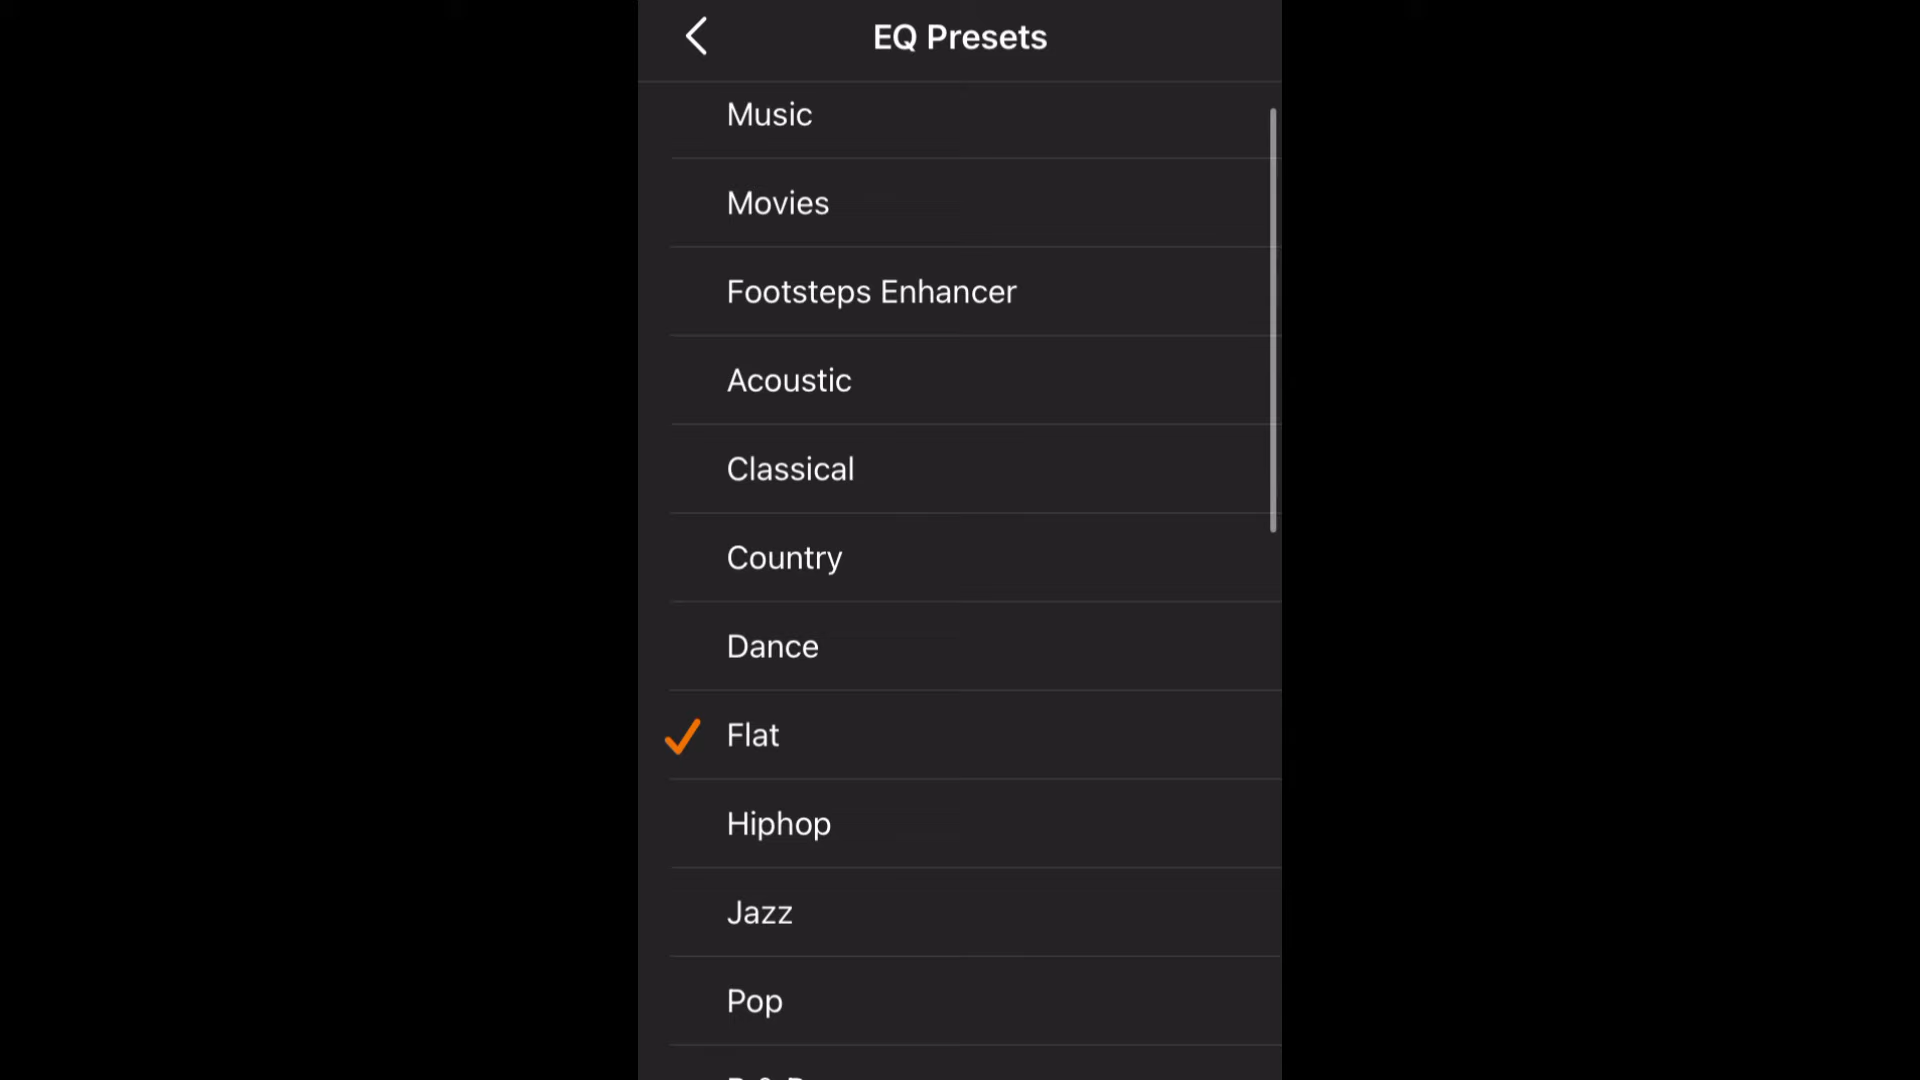 EQ Presets
Music
Movies
Footsteps Enhancer
Acoustic
Classical
Country
Dance
Flat
Hiphop
Jazz
Pop